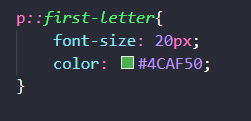 p::first-letter{
font-size: 20px;
color: #4CAF50;
}